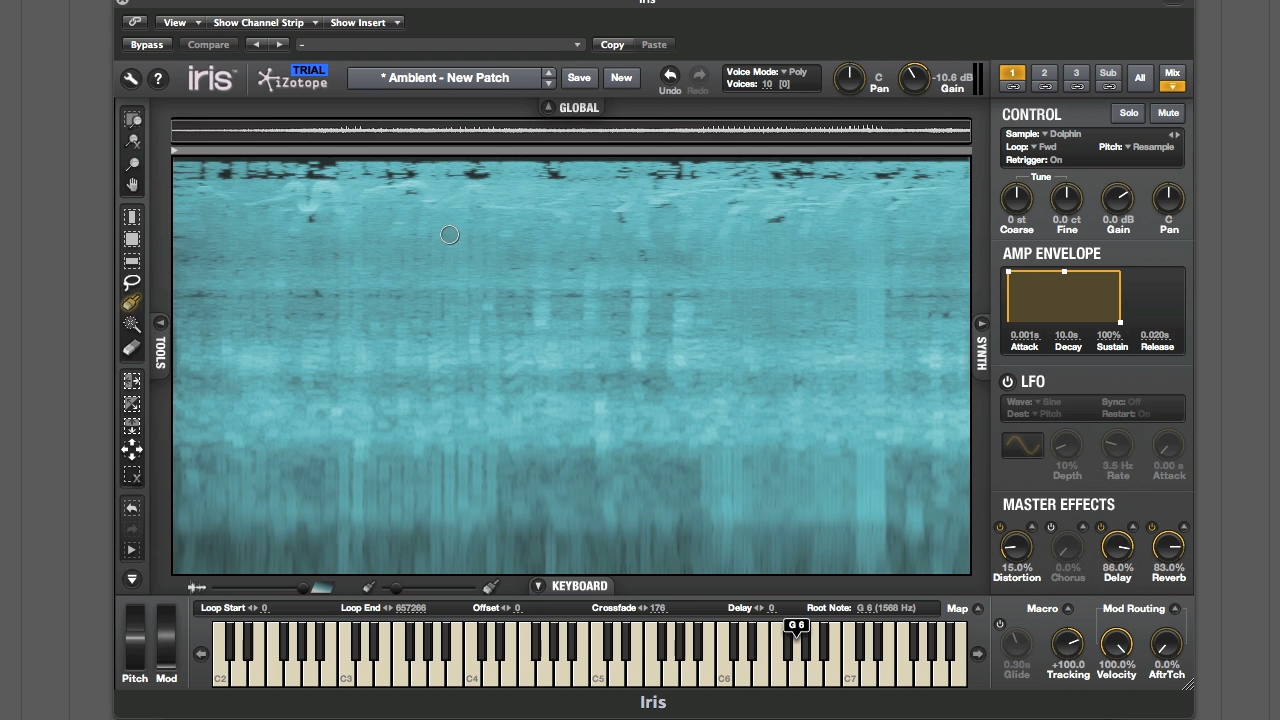 Iris
View Show Channel Strip Show Insert
Bypass Compare - Copy Paste
? iris TRIAL iZotope * Ambient - New Patch Save New Undo Redo Voice Mode: Poly Voices: 10 [0] C Pan -10.6 dB Gain 1 2 3 Sub All Mix
GLOBAL
CONTROL Solo Mute
Sample: Dolphin
Loop: Fwd Pitch: Resample
Retrigger: On
Tune
0 st 0.0 ct 0.0 dB C
Coarse Fine Gain Pan
AMP ENVELOPE
0.001s 10.0s 100% 0.020s
Attack Decay Sustain Release
TOOLS
SYNTH
LFO
Wave: Sine Sync: Off
Dest: Pitch Restart: On
10% 3.5 Hz 0.00 s
Depth Rate Attack
MASTER EFFECTS
15.0% 0.0% 86.0% 83.0%
Distortion Chorus Delay Reverb
KEYBOARD
Loop Start 0 Loop End 657266 Offset 0 Crossfade 176 Delay 0 Root Note: G 6 (1568 Hz) Map
G 6
C2 C3 C4 C5 C6 C7
Pitch Mod
Macro Mod Routing
0.30s +100.0 100.0% 0.0%
Glide Tracking Velocity AftrTch
Iris